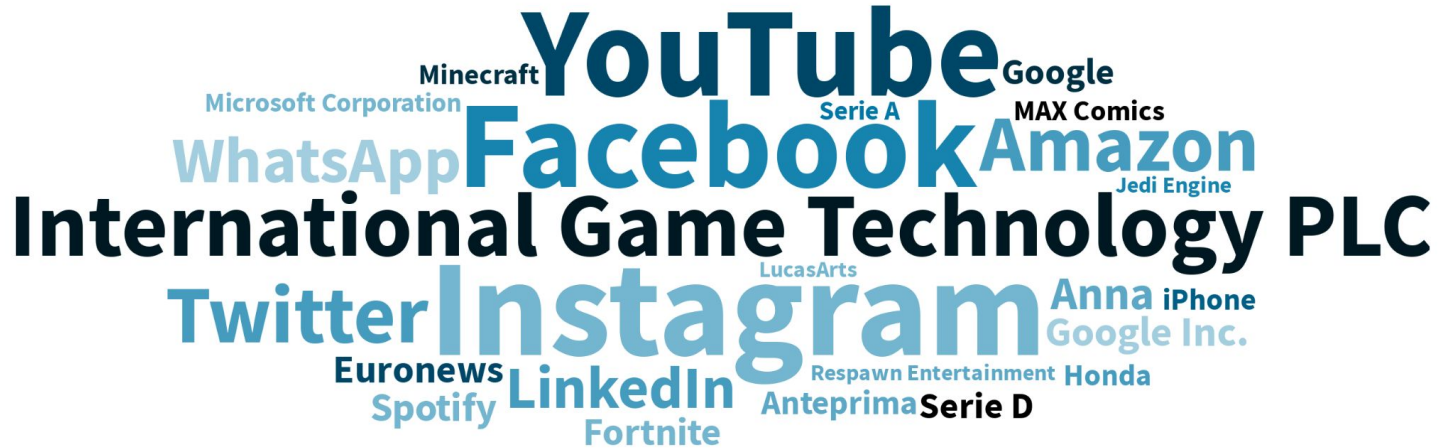 YouTube
Minecraft
Google
Microsoft Corporation
Serie A
MAX Comics
WhatsApp
Facebook
Amazon
Jedi Engine
International Game Technology PLC
LucasArts
Twitter
Instagram
Anna
iPhone
Google Inc.
Euronews
LinkedIn
Respawn Entertainment
Honda
Spotify
Anteprima
Serie D
Fortnite